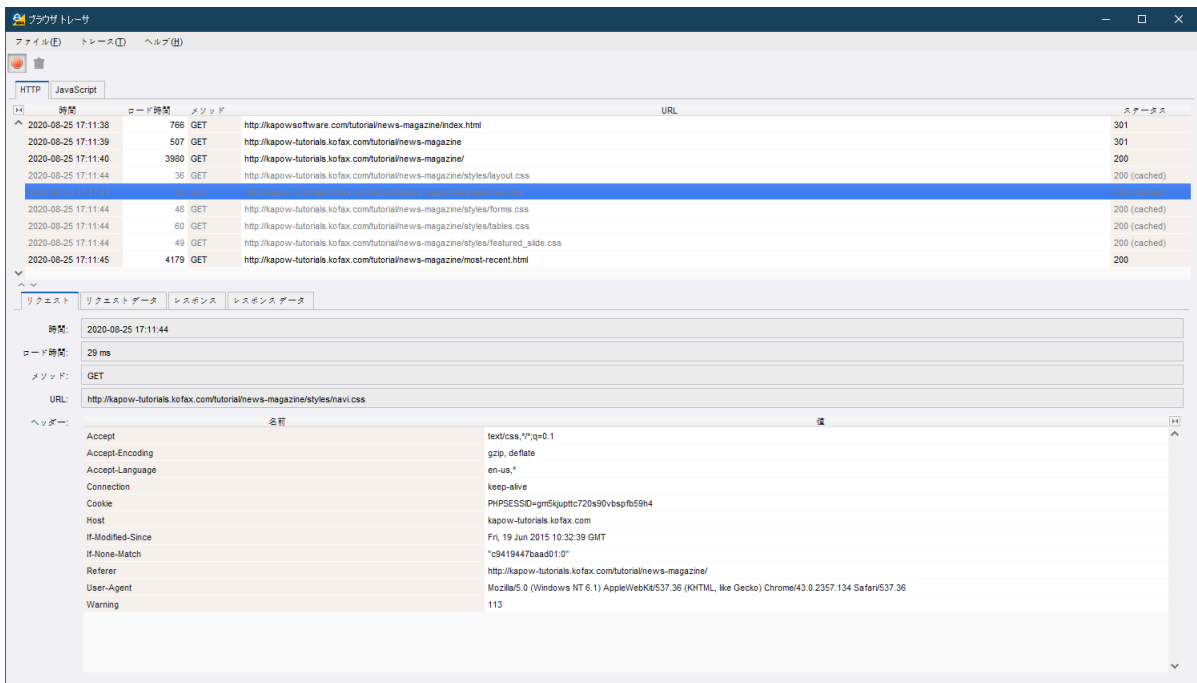 ブラウザ トレーサ
ファイル(F) トレース(T) ヘルプ(H)
HTTP JavaScript
時間 ロード時間 メソッド URL ステータス
2020-08-25 17:11:38 766 GET http://kapowsoftware.com/tutorial/news-magazine/index.html 301
2020-08-25 17:11:39 507 GET http://kapow-tutorials.kofax.com/tutorial/news-magazine 301
2020-08-25 17:11:40 3980 GET http://kapow-tutorials.kofax.com/tutorial/news-magazine/ 200
2020-08-25 17:11:44 36 GET http://kapow-tutorials.kofax.com/tutorial/news-magazine/styles/layout.css 200 (cached)
2020-08-25 17:11:44 48 GET http://kapow-tutorials.kofax.com/tutorial/news-magazine/styles/forms.css 200 (cached)
2020-08-25 17:11:44 60 GET http://kapow-tutorials.kofax.com/tutorial/news-magazine/styles/tables.css 200 (cached)
2020-08-25 17:11:44 49 GET http://kapow-tutorials.kofax.com/tutorial/news-magazine/styles/featured_slide.css 200 (cached)
2020-08-25 17:11:45 4179 GET http://kapow-tutorials.kofax.com/tutorial/news-magazine/most-recent.html 200
リクエスト リクエスト データ レスポンス レスポンス データ
時間: 2020-08-25 17:11:44
ロード時間: 29 ms
メソッド: GET
URL: http://kapow-tutorials.kofax.com/tutorial/news-magazine/styles/navi.css
ヘッダー: 名前 値
Accept text/css,*/*;q=0.1
Accept-Encoding gzip, deflate
Accept-Language en-us,*
Connection keep-alive
Cookie PHPSESSID=gm5kjupttc720s90vbspfb59h4
Host kapow-tutorials.kofax.com
If-Modified-Since Fri, 19 Jun 2015 10:32:39 GMT
If-None-Match "c9419447baad01:0"
Referer http://kapow-tutorials.kofax.com/tutorial/news-magazine/
User-Agent Mozilla/5.0 (Windows NT 6.1) AppleWebKit/537.36 (KHTML, like Gecko) Chrome/43.0.2357.134 Safari/537.36
Warning 113